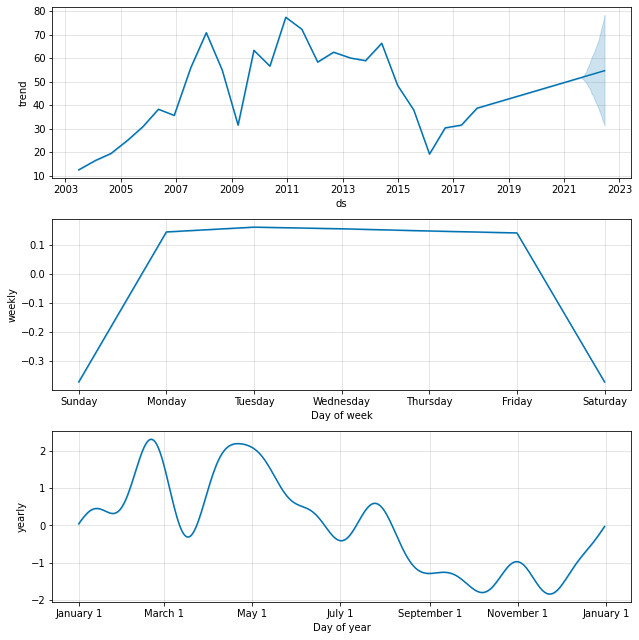 80
70
60
50
40
30
20
10
trend
2003 2005 2007 2009 2011 2013 2015 2017 2019 2021 2023
ds
0.1
0.0
−0.1
−0.2
−0.3
weekly
Sunday Monday Tuesday Wednesday Thursday Friday Saturday
Day of week
2
1
0
−1
−2
yearly
January 1 March 1 May 1 July 1 September 1 November 1 January 1
Day of year